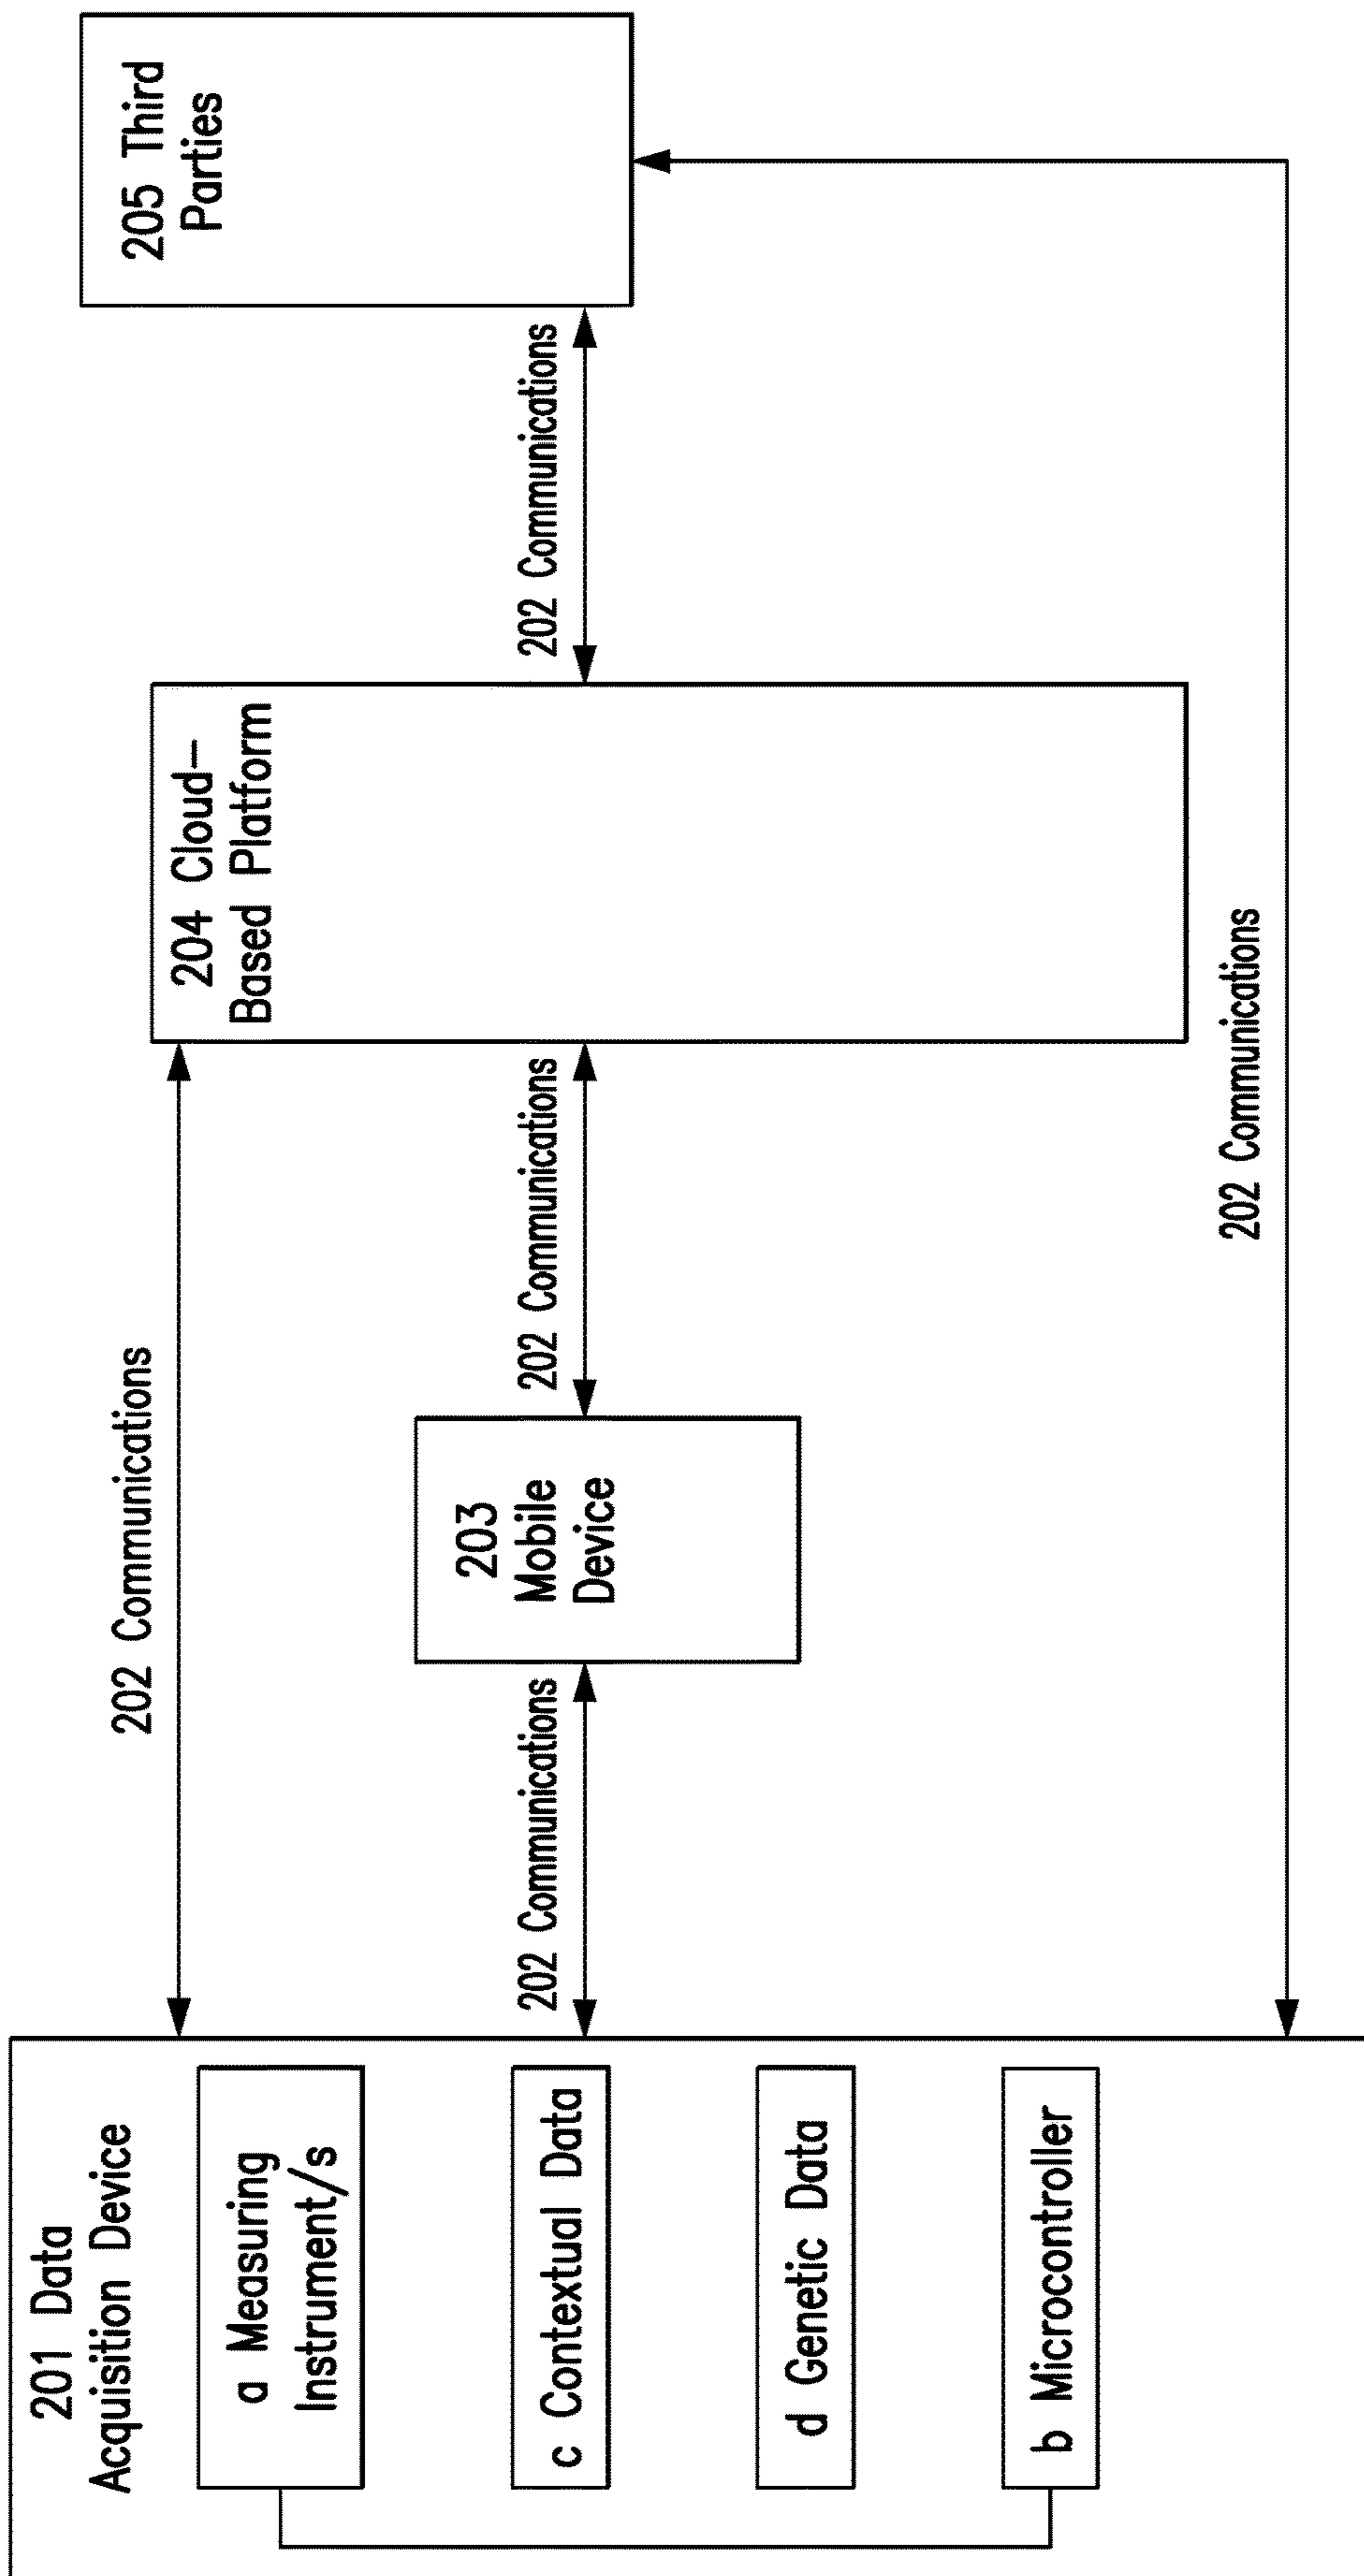 201 Data
Acquisition Device
a Measuring
Instrument/s
c Contextual Data
d Genetic Data
b Microcontroller
202 Communications
202 Communications
203
Mobile
Device
202 Communications
204 Cloud-
Based Platform
202 Communications
202 Communications
205 Third
Parties